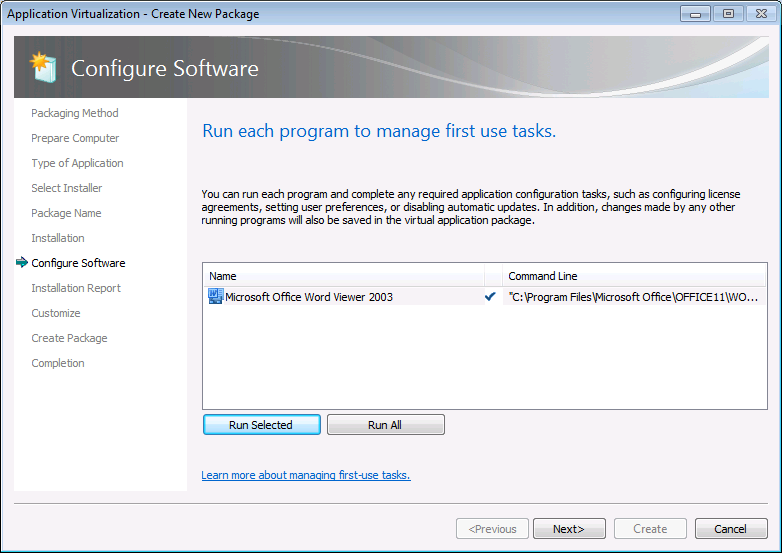 Application Virtualization - Create New Package
Configure Software
Packaging Method
Prepare Computer
Type of Application
Select Installer
Package Name
Installation
Configure Software
Installation Report
Customize
Create Package
Completion
Run each program to manage first use tasks.
You can run each program and complete any required application configuration tasks, such as configuring license
agreements, setting user preferences, or disabling automatic updates. In addition, changes made by any other
running programs will also be saved in the virtual application package.
Name Command Line
Microsoft Office Word Viewer 2003 "C:\Program Files\Microsoft Office\OFFICE11\WO...
Run Selected Run All
Learn more about managing first-use tasks.
<Previous Next> Create Cancel